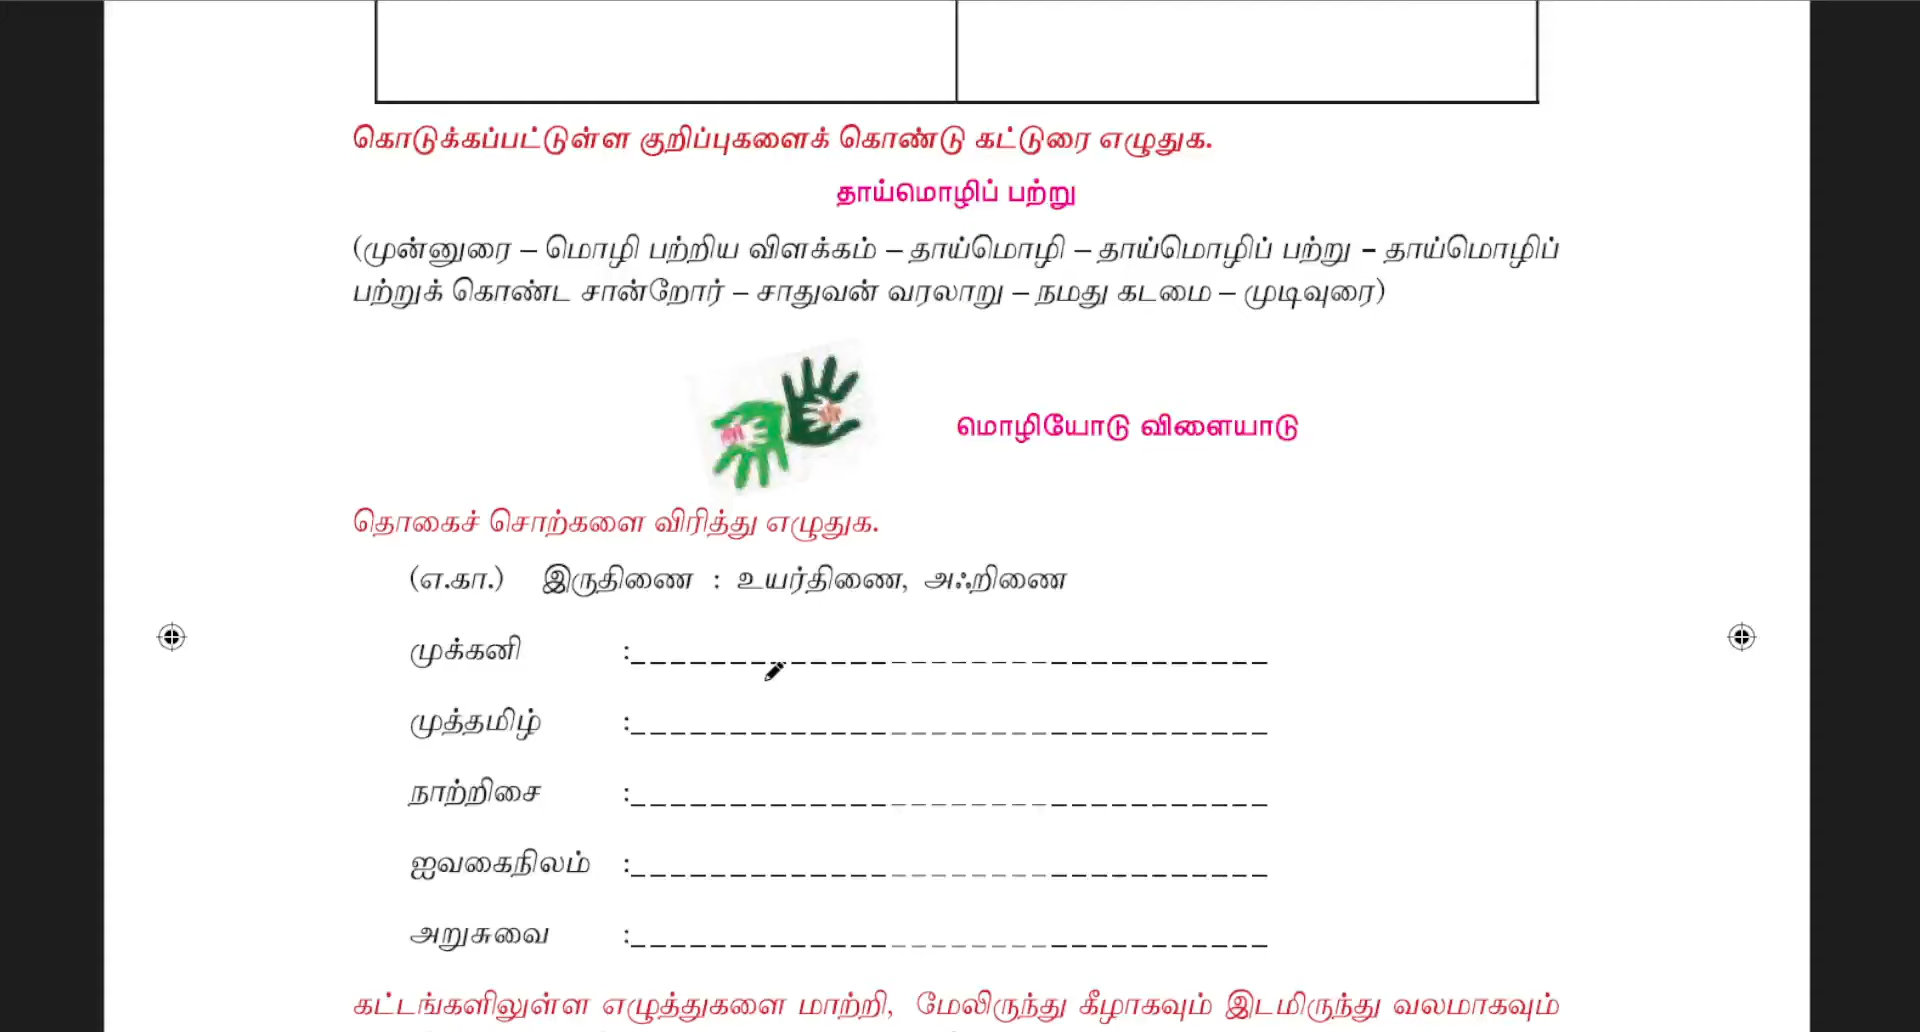 கொடுக்கப்பட்டுள்ள குறிப்புகளைக் கொண்டு கட்டுரை எழுதுக.
தாய்மொழிப் பற்று
(முன்னுரை – மொழி பற்றிய விளக்கம் – தாய்மொழி – தாய்மொழிப் பற்று – தாய்மொழிப்
பற்றுக் கொண்ட சான்றோர் – சாதுவன் வரலாறு – நமது கடமை – முடிவுரை)
மொழியோடு விளையாடு
தொகைச் சொற்களை விரித்து எழுதுக.
(எ.கா.) இருதிணை : உயர்திணை, அஃறிணை
முக்கனி :
முத்தமிழ் :
நாற்றிசை :
ஐவகைநிலம் :
அறுசுவை :
கட்டங்களிலுள்ள எழுத்துகளை மாற்றி, மேலிருந்து கீழாகவும் இடமிருந்து வலமாகவும்